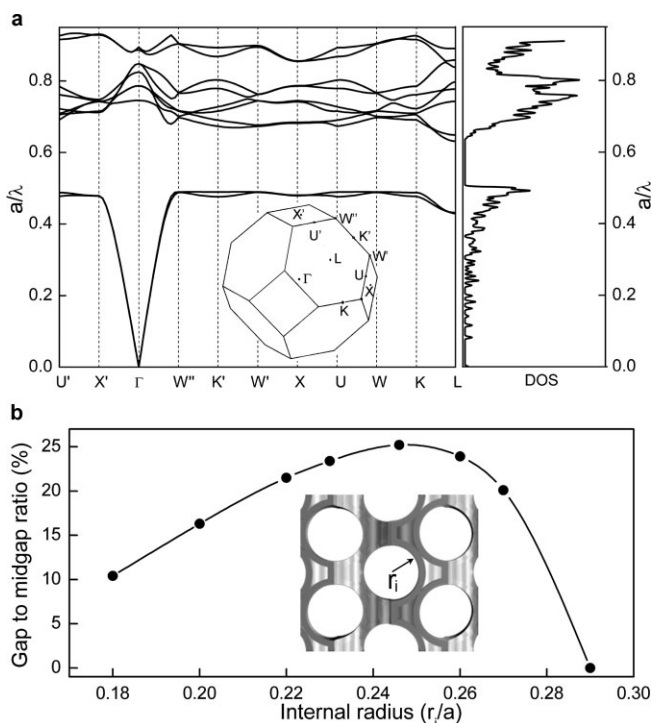 a
a/λ
0.8
0.6
0.4
0.2
0.0
X' W"
U' K'
L W'
Γ U
X
K
U' X' Γ W" K' W' X U W K L
0.8
0.6
0.4
0.2
0.0
a/λ
DOS
b
Gap to midgap ratio (%)
25
20
15
10
5
0
r_i
0.18 0.20 0.22 0.24 0.26 0.28 0.30
Internal radius (r_i/a)